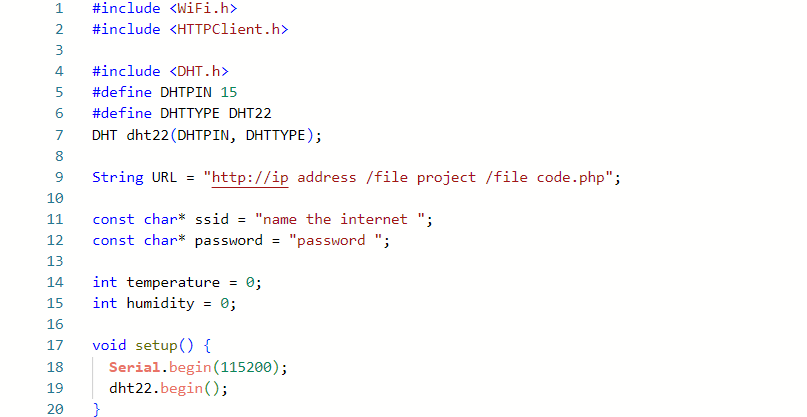 1 #include <WiFi.h>
2 #include <HTTPClient.h>
3
4 #include <DHT.h>
5 #define DHTPIN 15
6 #define DHTTYPE DHT22
7 DHT dht22(DHTPIN, DHTTYPE);
8
9 String URL = "http://ip address /file project /file code.php";
10
11 const char* ssid = "name the internet ";
12 const char* password = "password ";
13
14 int temperature = 0;
15 int humidity = 0;
16
17 void setup() {
18 Serial.begin(115200);
19 dht22.begin();
20 }